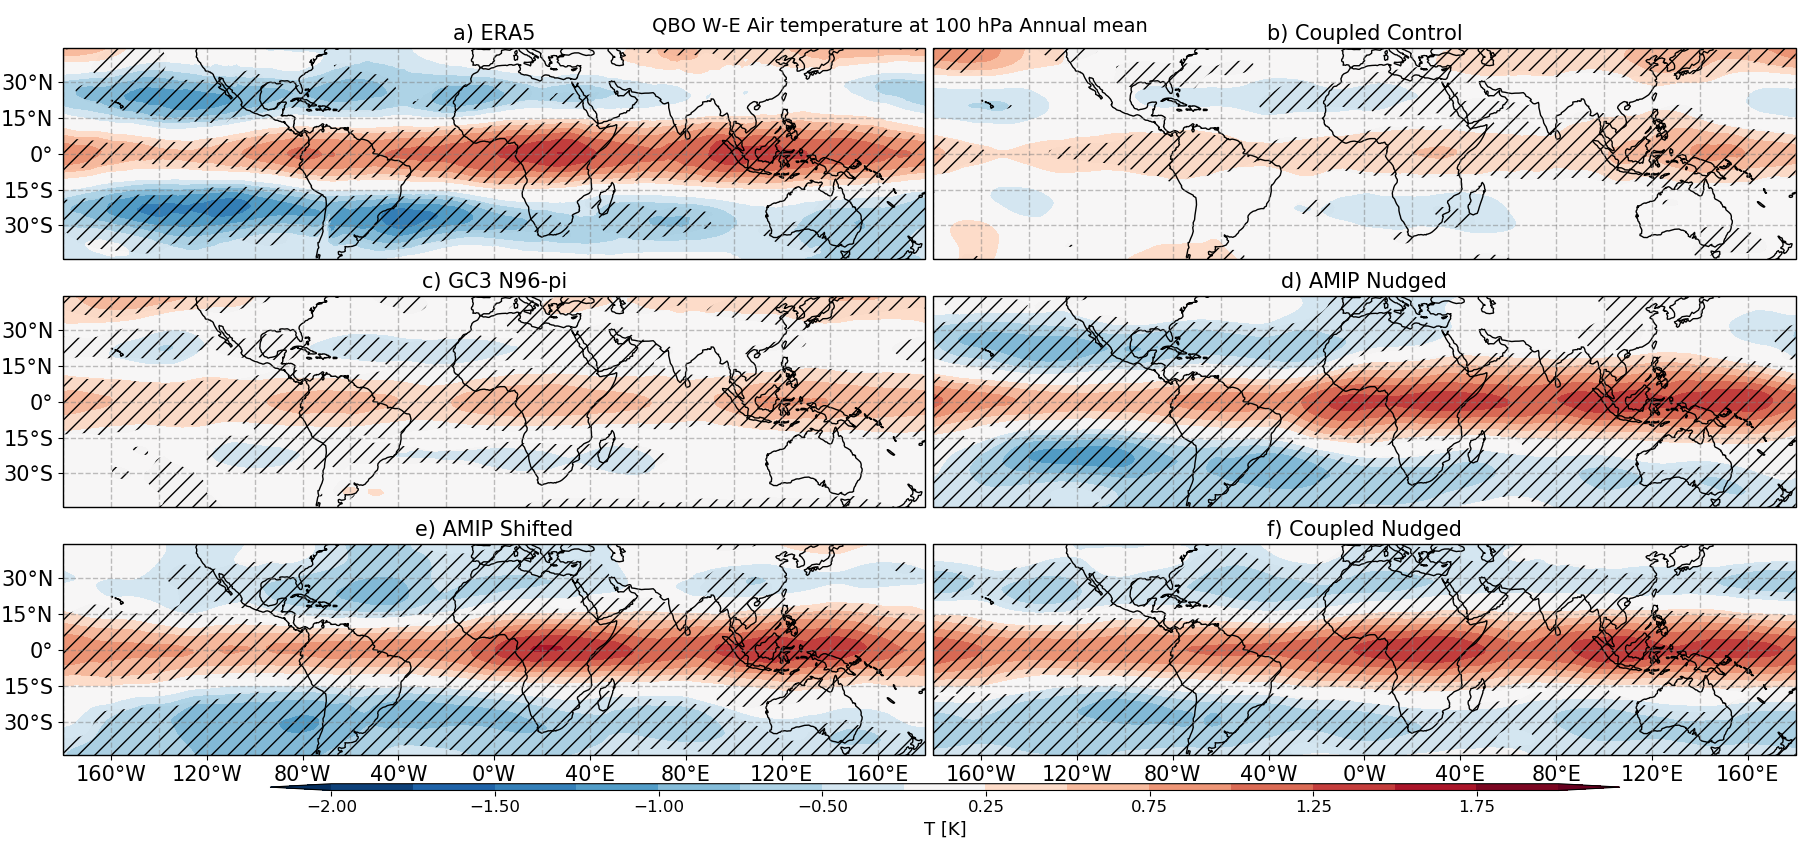 QBO W-E Air temperature at 100 hPa Annual mean
a) ERA5
b) Coupled Control
30°N
15°N
0°
15°S
30°S
c) GC3 N96-pi
d) AMIP Nudged
30°N
15°N
0°
15°S
30°S
e) AMIP Shifted
f) Coupled Nudged
30°N
15°N
0°
15°S
30°S
160°W 120°W 80°W 40°W 0°W 40°E 80°E 120°E 160°E
160°W 120°W 80°W 40°W 0°W 40°E 80°E 120°E 160°E
−2.00 −1.50 −1.00 −0.50 0.25 0.75 1.25 1.75
T [K]